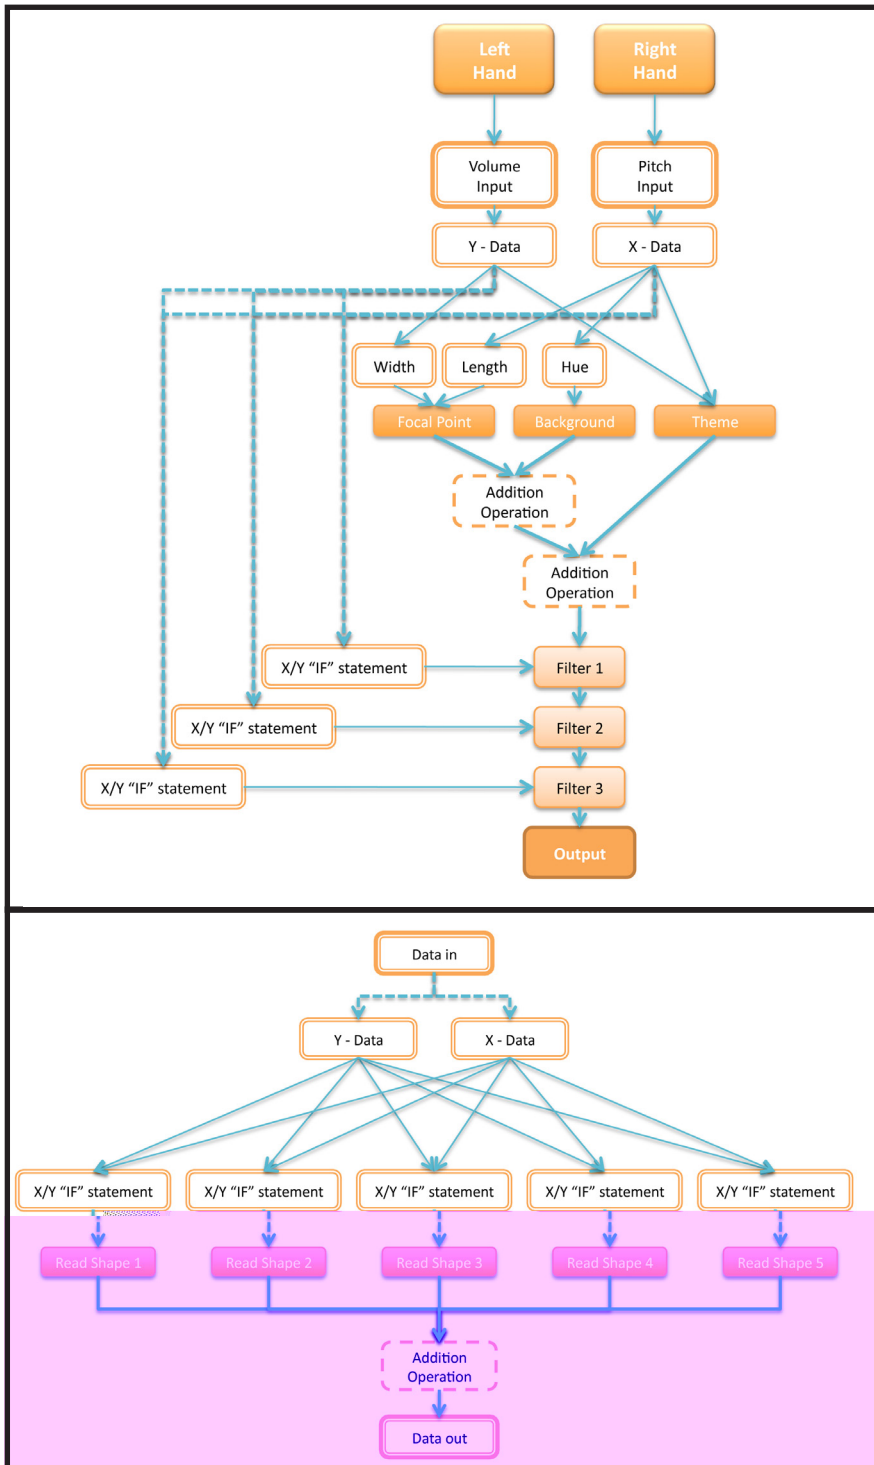 Left
Hand
Right
Hand
Volume
Input
Pitch
Input
Y - Data
X - Data
Width
Length
Hue
Focal Point
Background
Theme
Addition
Operation
Addition
Operation
X/Y “IF” statement
Filter 1
X/Y “IF” statement
Filter 2
X/Y “IF” statement
Filter 3
Output
Data in
Y - Data
X - Data
X/Y “IF” statement
X/Y “IF” statement
X/Y “IF” statement
X/Y “IF” statement
X/Y “IF” statement
Read Shape 1
Read Shape 2
Read Shape 3
Read Shape 4
Read Shape 5
Addition
Operation
Data out